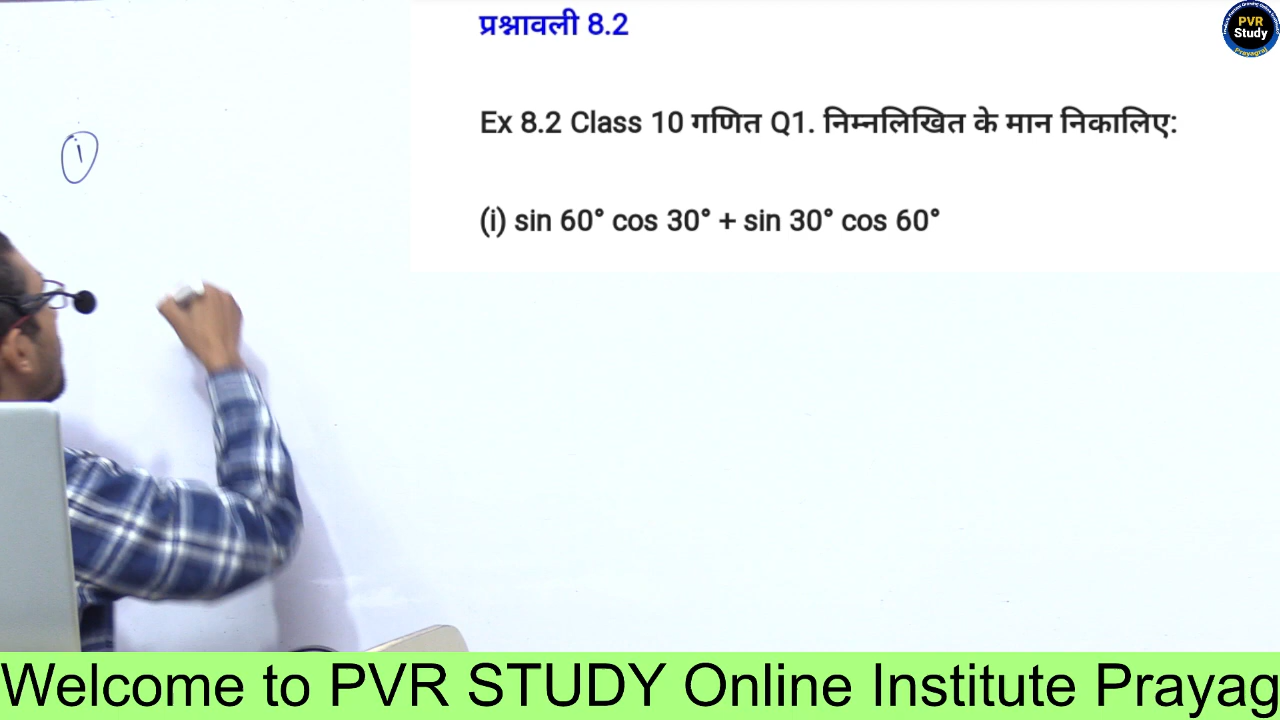 प्रश्नावली 8.2
PVR
Study
Prayagraj
Ex 8.2 Class 10 गणित Q1. निम्नलिखित के मान निकालिए:
i
(i) sin 60° cos 30° + sin 30° cos 60°
Welcome to PVR STUDY Online Institute Prayag